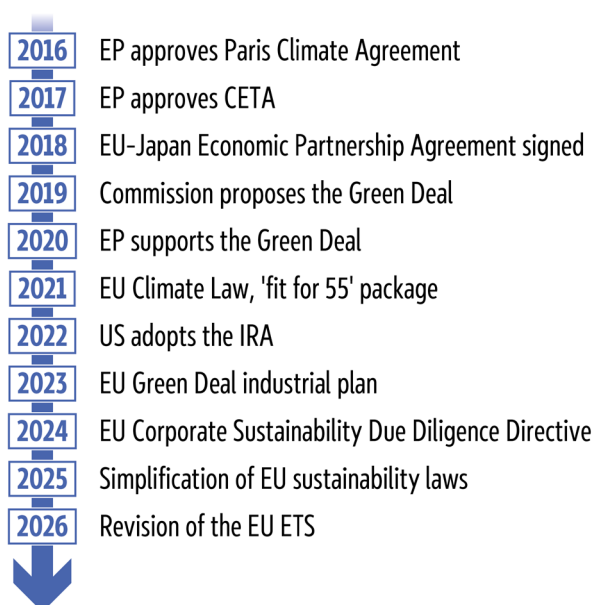 2016 EP approves Paris Climate Agreement
2017 EP approves CETA
2018 EU–Japan Economic Partnership Agreement signed
2019 Commission proposes the Green Deal
2020 EP supports the Green Deal
2021 EU Climate Law, 'fit for 55' package
2022 US adopts the IRA
2023 EU Green Deal industrial plan
2024 EU Corporate Sustainability Due Diligence Directive
2025 Simplification of EU sustainability laws
2026 Revision of the EU ETS